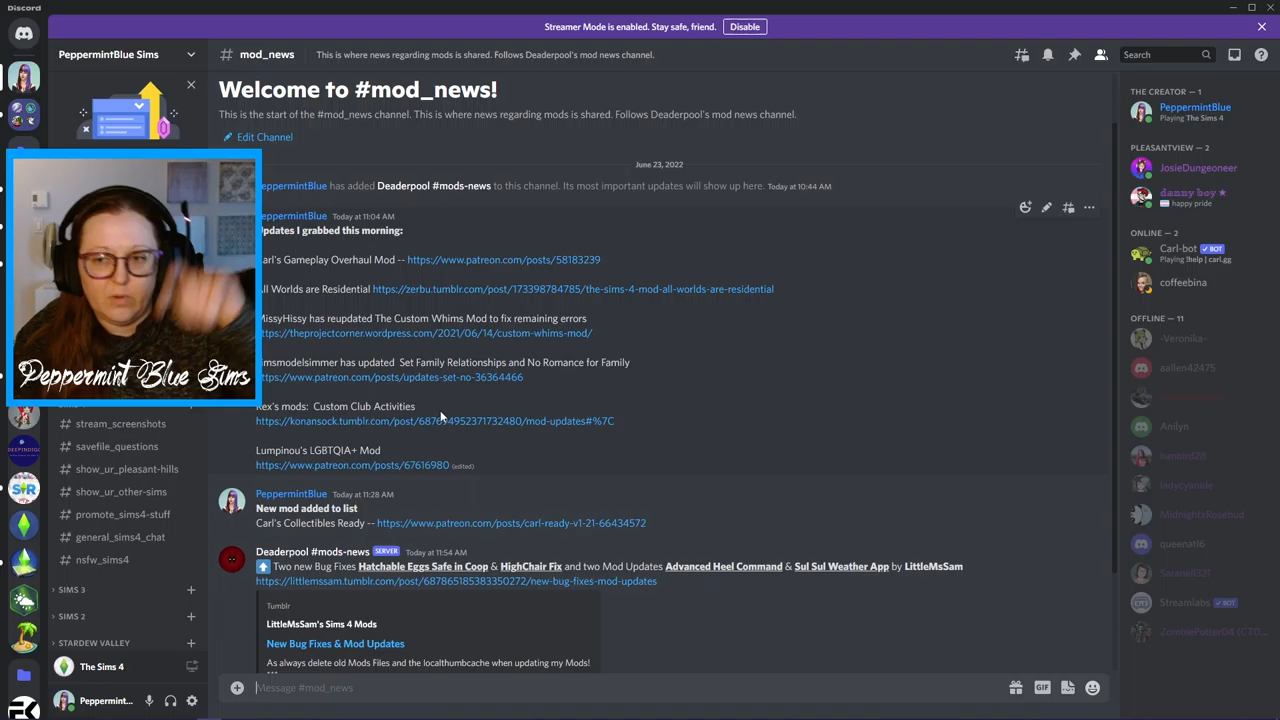 Discord
Streamer Mode is enabled. Stay safe, friend. Disable
PeppermintBlue Sims
# mod_news This is where news regarding mods is shared. Follows Deaderpool's mod news channel.
Search
Welcome to #mod_news!
This is the start of the #mod_news channel. This is where news regarding mods is shared. Follows Deaderpool's mod news channel.
Edit Channel
June 23, 2022
eppermintBlue has added Deaderpool #mods-news to this channel. Its most important updates will show up here. Today at 10:44 AM
eppermintBlue Today at 11:04 AM
pdates I grabbed this morning:
arl's Gameplay Overhaul Mod -- https://www.patreon.com/posts/58183239
ll Worlds are Residential https://zerbu.tumblr.com/post/173398784785/the-sims-4-mod-all-worlds-are-residential
MissyHissy has reupdated The Custom Whims Mod to fix remaining errors
ttps://theprojectcorner.wordpress.com/2021/06/14/custom-whims-mod/
imsmodelsimmer has updated Set Family Relationships and No Romance for Family
ttps://www.patreon.com/posts/updates-set-no-36364466
ex's mods: Custom Club Activities
Lumpinou's LGBTQIA+ Mod
https://www.patreon.com/posts/67616980 (edited)
PeppermintBlue Today at 11:28 AM
New mod added to list
Carl's Collectibles Ready -- https://www.patreon.com/posts/carl-ready-v1-21-66434572
Deaderpool #mods-news SERVER Today at 11:54 AM
Two new Bug Fixes Hatchable Eggs Safe in Coop & HighChair Fix and two Mod Updates Advanced Heel Command & Sul Sul Weather App by LittleMsSam
https://littlemssam.tumblr.com/post/687865185383350272/new-bug-fixes-mod-updates
Tumblr
LittleMsSam's Sims 4 Mods
New Bug Fixes & Mod Updates
As always delete old Mods Files and the localthumbcache when updating my Mods!
Message #mod_news
GIF
Peppermint Blue Sims
# stream_screenshots
# savefile_questions
# show_ur_pleasant-hills
# show_ur_other-sims
# promote_sims4-stuff
# general_sims4_chat
# nsfw_sims4
SIMS 3
SIMS 2
STARDEW VALLEY
The Sims 4
Peppermint...
THE CREATOR — 1
PeppermintBlue
Playing The Sims 4
PLEASANTVIEW — 2
JosieDungeoneer
danny boy ★
happy pride
ONLINE — 2
Carl-bot BOT
Playing !help | carl.gg
coffeebina
OFFLINE — 11
-Veronika-
aallen42475
Anilyn
ladycyanide
MidnightxRosebud
queenat16
Saranell321
Streamlabs BOT